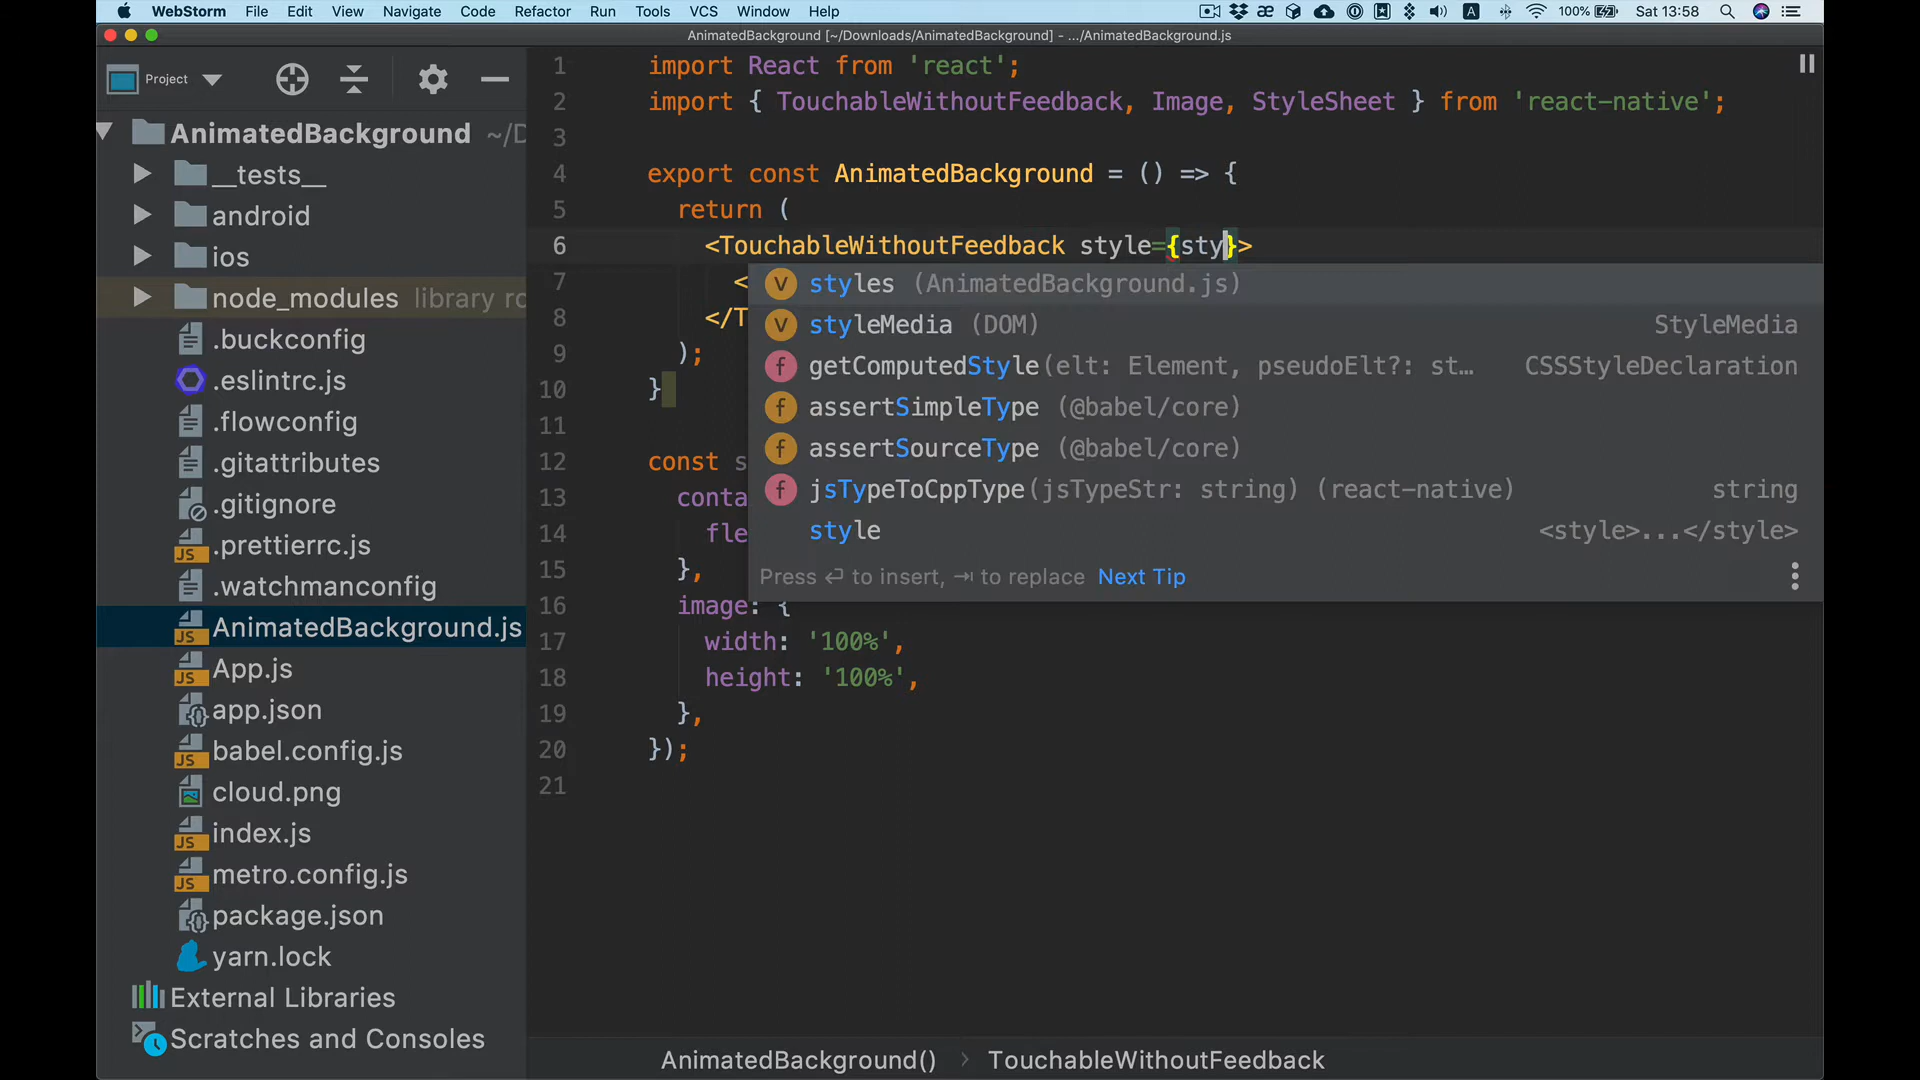 WebStorm File Edit View Navigate Code Refactor Run Tools VCS Window Help 100% Sat 13:58
AnimatedBackground [~/Downloads/AnimatedBackground] - .../AnimatedBackground.js
Project
AnimatedBackground ~/D
__tests__
android
ios
node_modules library ro
.buckconfig
.eslintrc.js
.flowconfig
.gitattributes
.gitignore
.prettierrc.js
.watchmanconfig
AnimatedBackground.js
App.js
app.json
babel.config.js
cloud.png
index.js
metro.config.js
package.json
yarn.lock
External Libraries
Scratches and Consoles
1 import React from 'react';
2 import { TouchableWithoutFeedback, Image, StyleSheet } from 'react-native';
3
4 export const AnimatedBackground = () => {
5 return (
6 <TouchableWithoutFeedback style={sty}>
7 <
8 </T
9 );
10 }
11
12 const s
13 conta
14 fle
15 },
16 image: {
17 width: '100%',
18 height: '100%',
19 },
20 });
21
styles (AnimatedBackground.js)
styleMedia (DOM) StyleMedia
getComputedStyle(elt: Element, pseudoElt?: st... CSSStyleDeclaration
assertSimpleType (@babel/core)
assertSourceType (@babel/core)
jsTypeToCppType(jsTypeStr: string) (react-native) string
style <style>...</style>
Press ⏎ to insert, ⇥ to replace Next Tip
AnimatedBackground() › TouchableWithoutFeedback